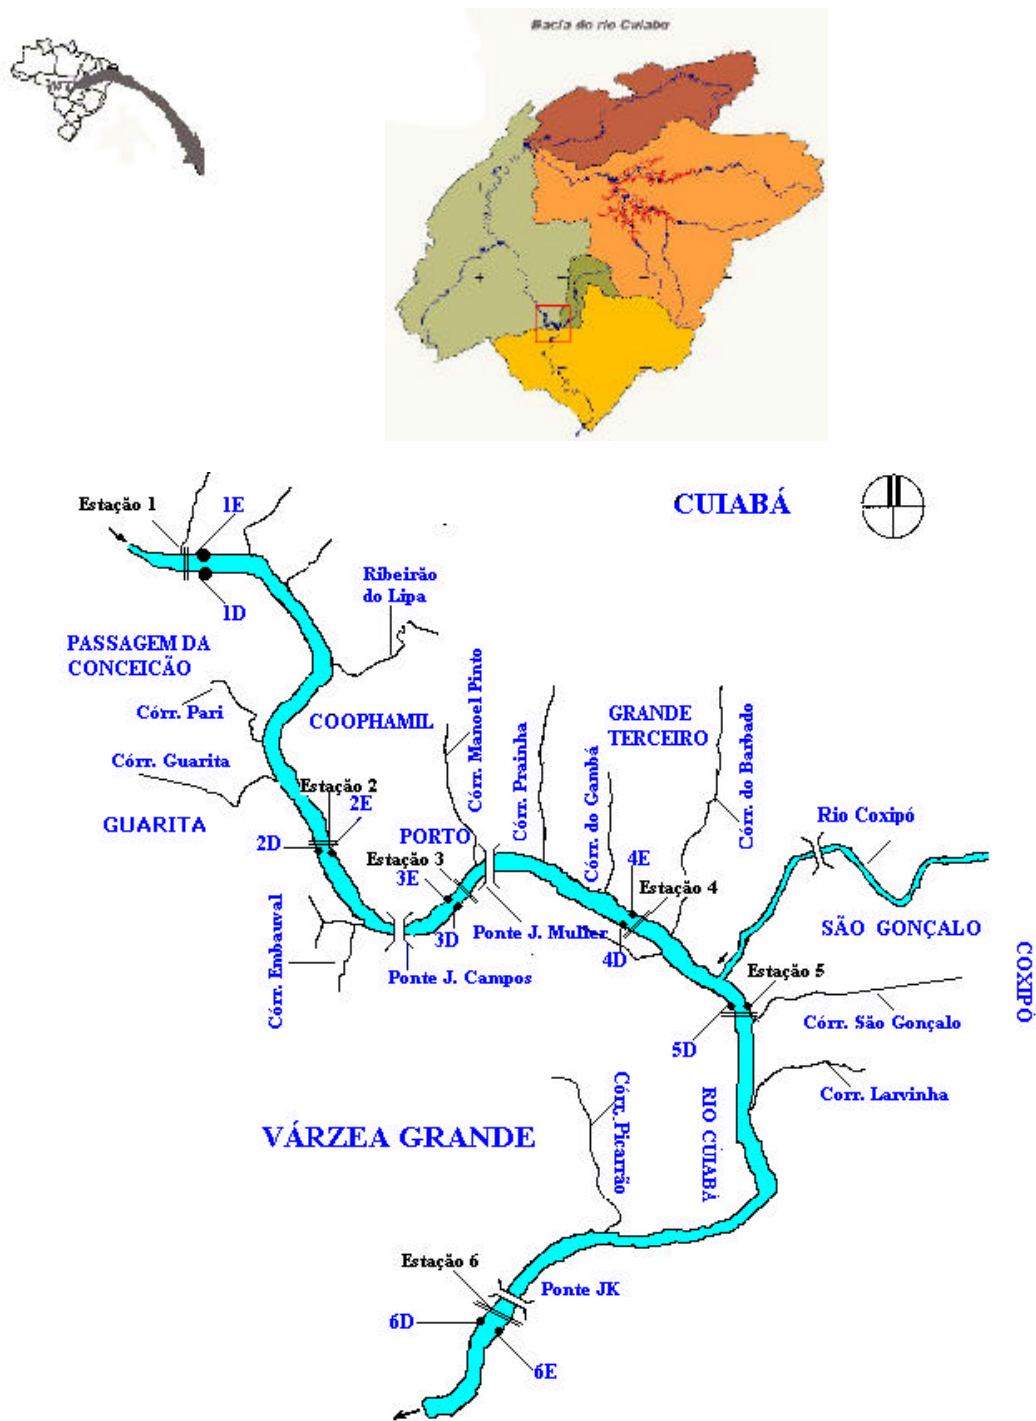 Bacia do rio Cuiaba
Estação 1
1E
CUIABÁ
1D
Ribeirão
do Lipa
PASSAGEM DA
CONCEICÃO
Córr. Pari
COOPHAMIL
Córr. Manoel Pinto
Córr. Prainha
GRANDE
TERCEIRO
Córr. do Barbado
Córr. Guarita
Estação 2
2E
Córr. do Gambá
Rio Coxipó
GUARITA
2D
PORTO
Estação 3
3E
4E
Estação 4
SÃO GONÇALO
COXIPÓ
3D
Ponte J. Muller
4D
Córr. Embauval
Ponte J. Campos
Estação 5
Córr. São Gonçalo
5D
Corr. Larvinha
Córr. Picarrão
RIO CUIABÁ
VÁRZEA GRANDE
Estação 6
Ponte JK
6D
6E